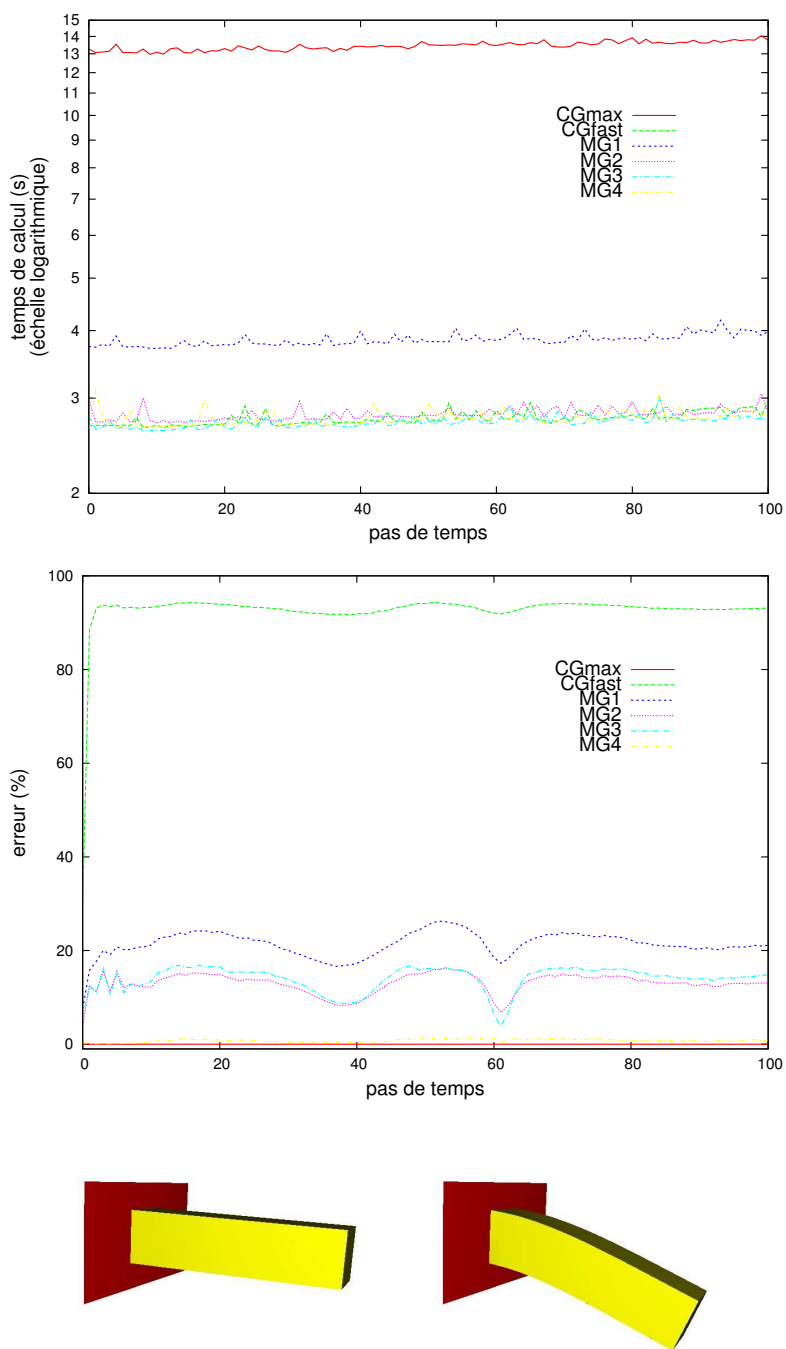 15
14
13
12
11
10
9
8
7
6
5
4
3
2
temps de calcul (s)
(échelle logarithmique)
CGmax
CGfast
MG1
MG2
MG3
MG4
0 20 40 60 80 100
pas de temps
100
80
60
40
20
0
erreur (%)
CGmax
CGfast
MG1
MG2
MG3
MG4
0 20 40 60 80 100
pas de temps